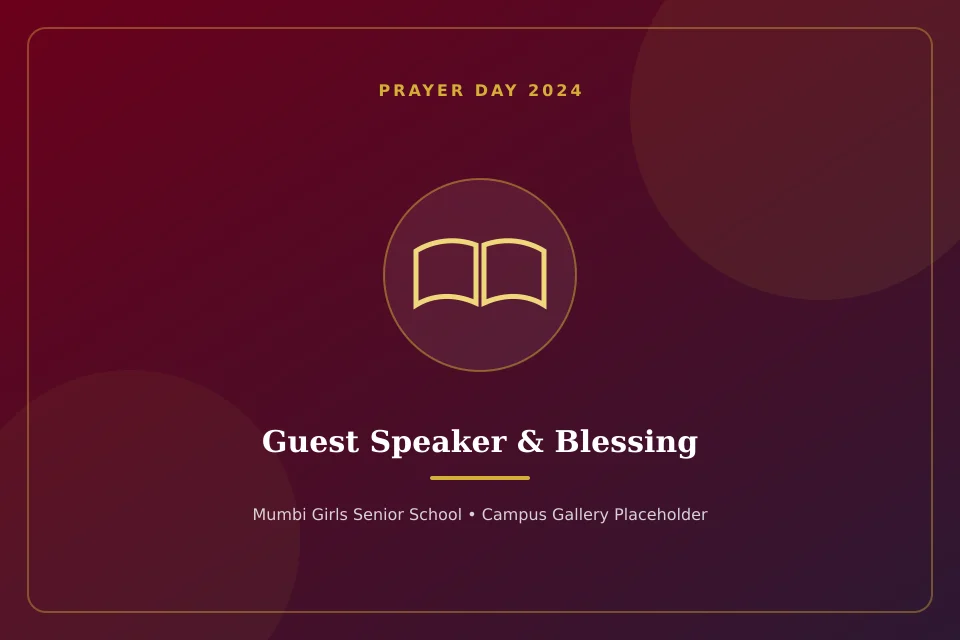 PRAYER DAY 2024
Guest Speaker & Blessing
Mumbi Girls Senior School • Campus Gallery Placeholder